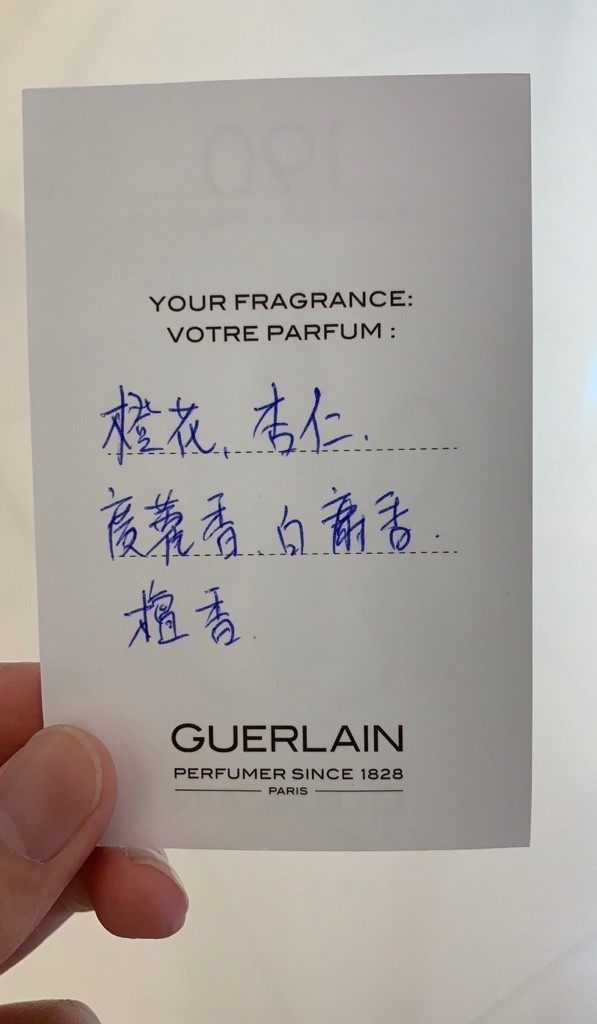 YOUR FRAGRANCE:
VOTRE PARFUM :
橙花、杏仁.
廣藿香、白麝香.
檀香.
GUERLAIN
PERFUMER SINCE 1828
PARIS